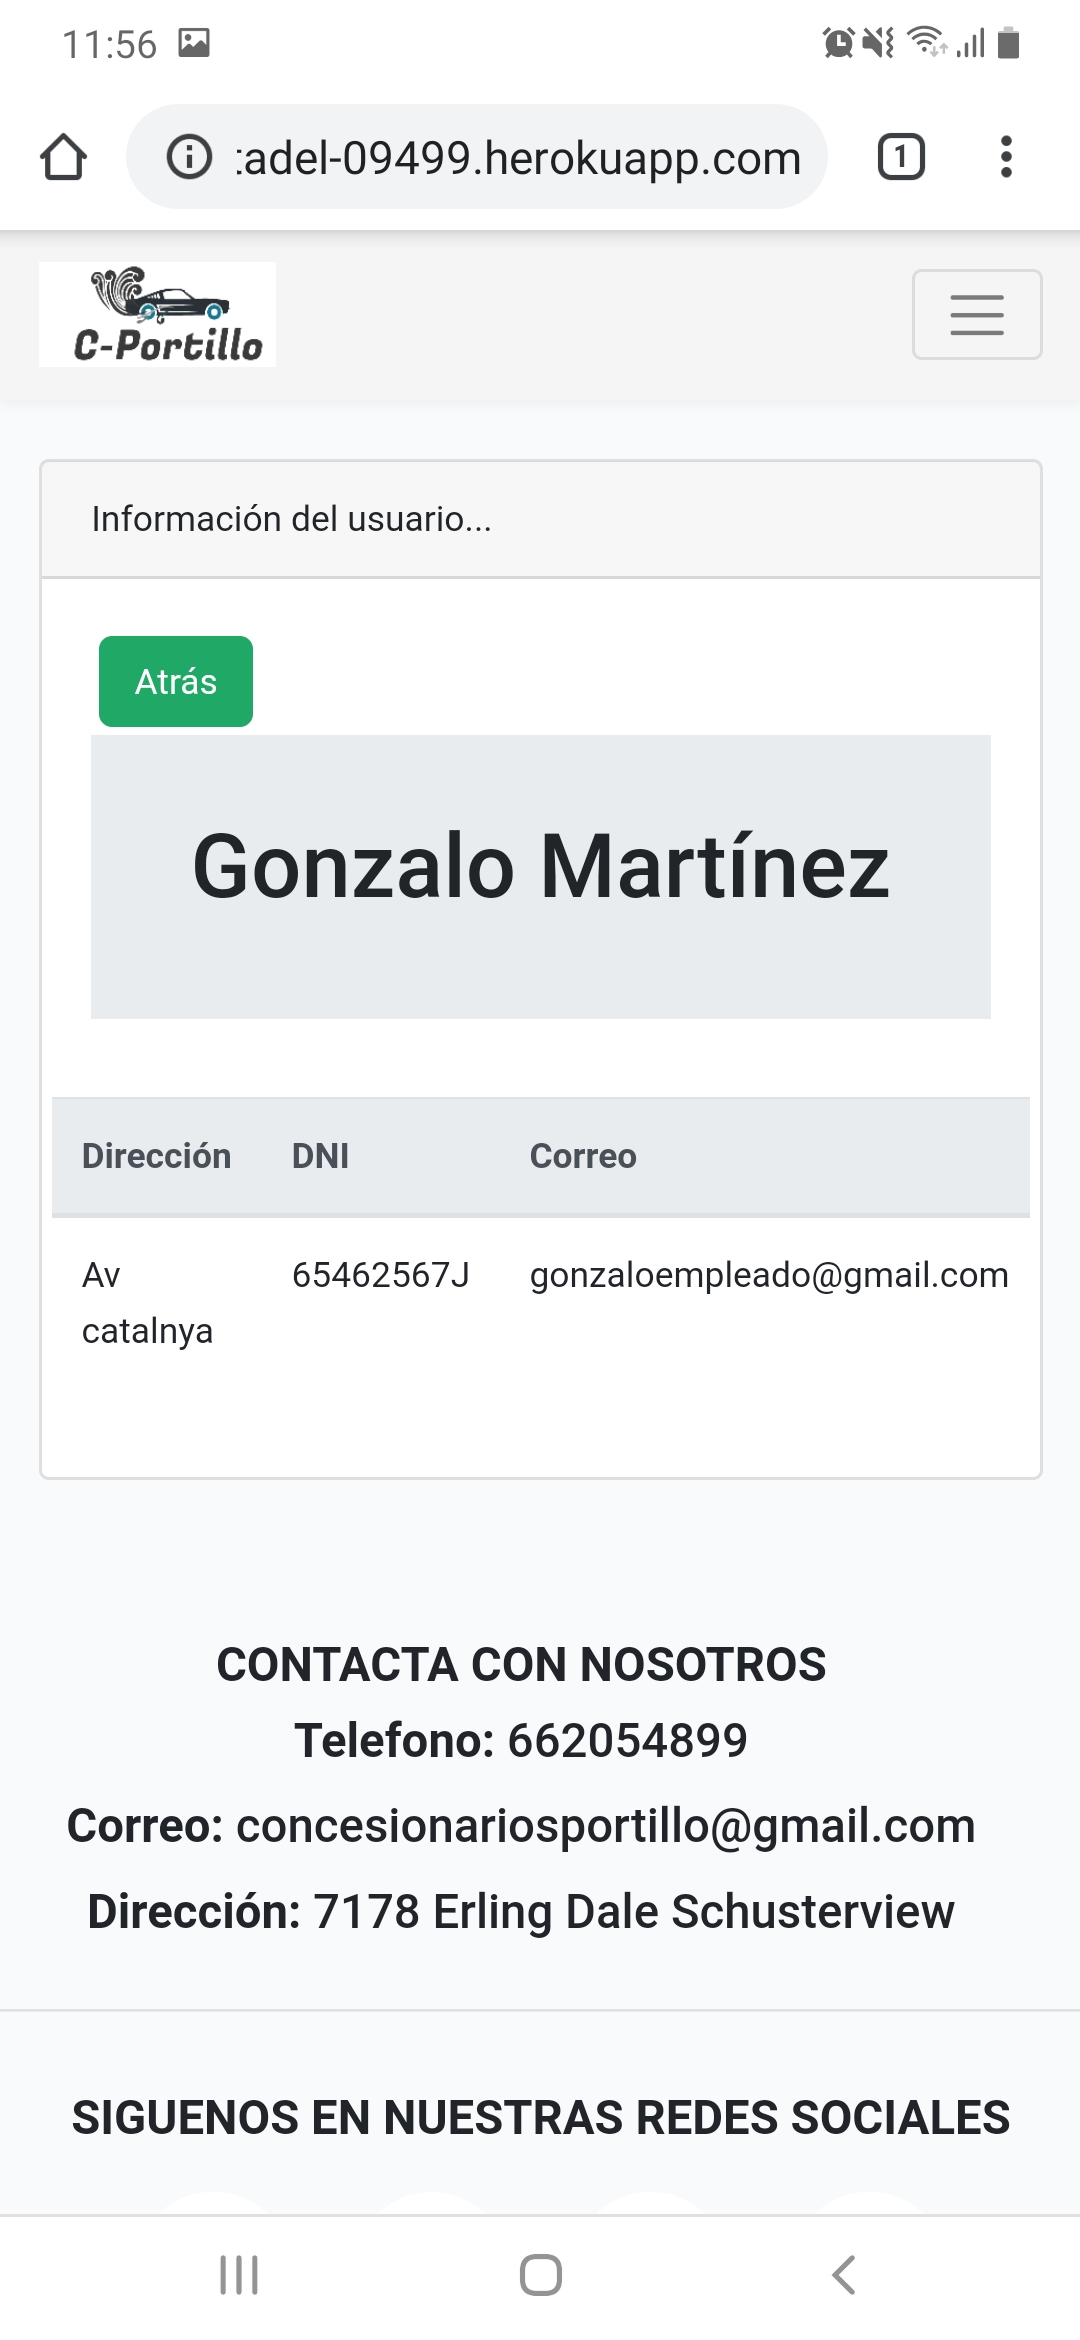 11:56
:adel-09499.herokuapp.com
1
C-Portillo
Información del usuario...
Atrás
Gonzalo Martínez
Dirección DNI Correo
Av 65462567J gonzaloempleado@gmail.com
catalnya
CONTACTA CON NOSOTROS
Telefono: 662054899
Correo: concesionariosportillo@gmail.com
Dirección: 7178 Erling Dale Schusterview
SIGUENOS EN NUESTRAS REDES SOCIALES